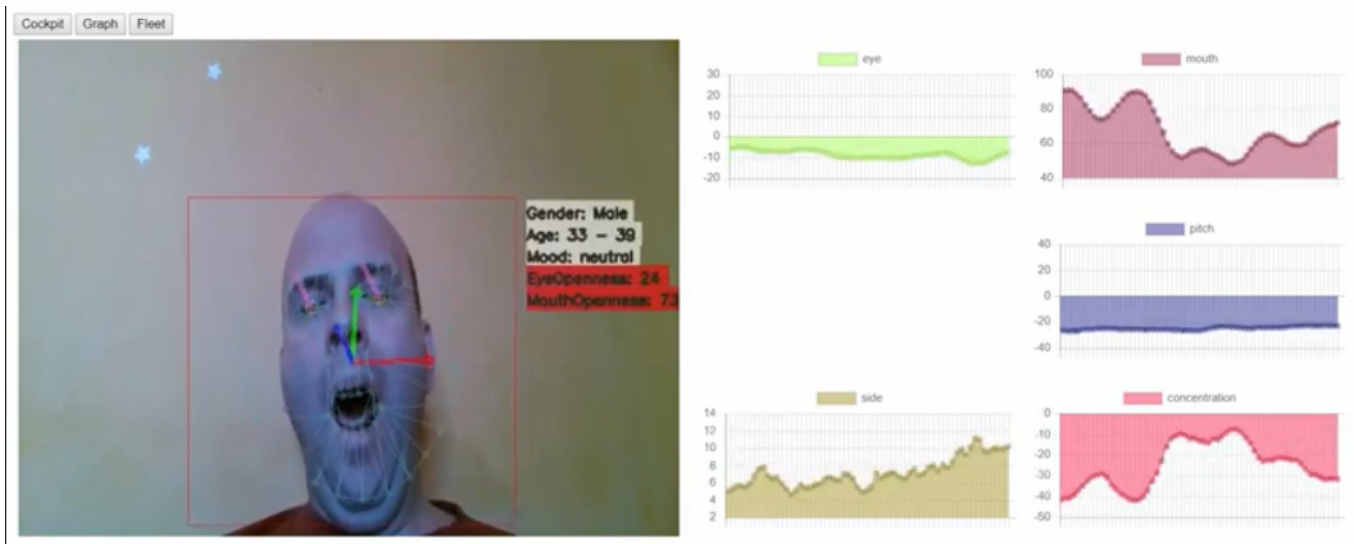 Cockpit Graph Fleet
Gender: Male
Age: 33 - 39
Mood: neutral
EyeOpenness: 24
MouthOpenness: 73
eye
30
20
10
0
-10
-20
mouth
100
80
60
40
pitch
40
20
0
-20
-40
side
14
12
10
8
6
4
2
concentration
0
-10
-20
-30
-40
-50